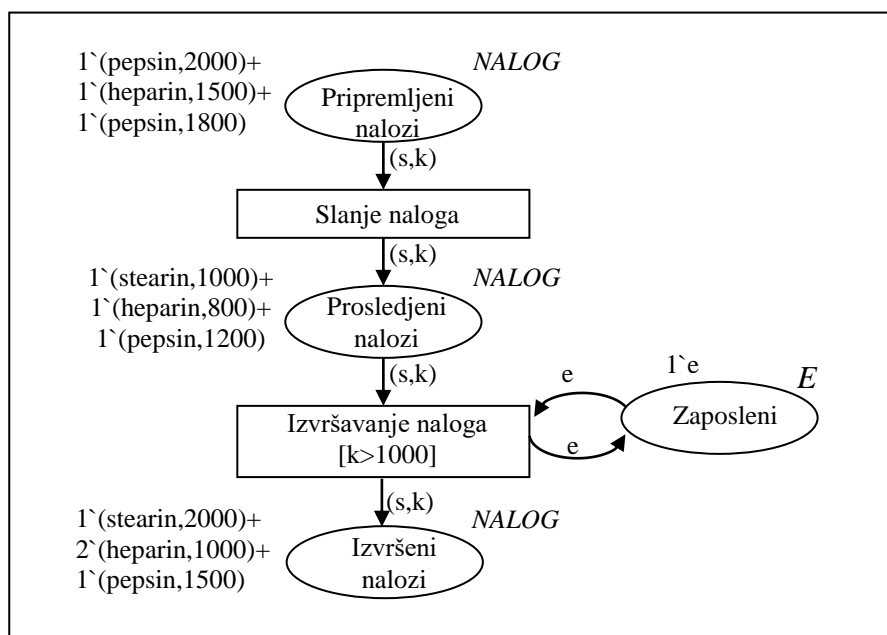 1`(pepsin,2000)+
1`(heparin,1500)+
1`(pepsin,1800)
NALOG
Pripremljeni
nalozi
(s,k)
Slanje naloga
(s,k)
1`(stearin,1000)+
1`(heparin,800)+
1`(pepsin,1200)
NALOG
Prosledjeni
nalozi
(s,k)
Izvršavanje naloga
[k>1000]
e
e
1`e
E
Zaposleni
(s,k)
1`(stearin,2000)+
2`(heparin,1000)+
1`(pepsin,1500)
NALOG
Izvršeni
nalozi